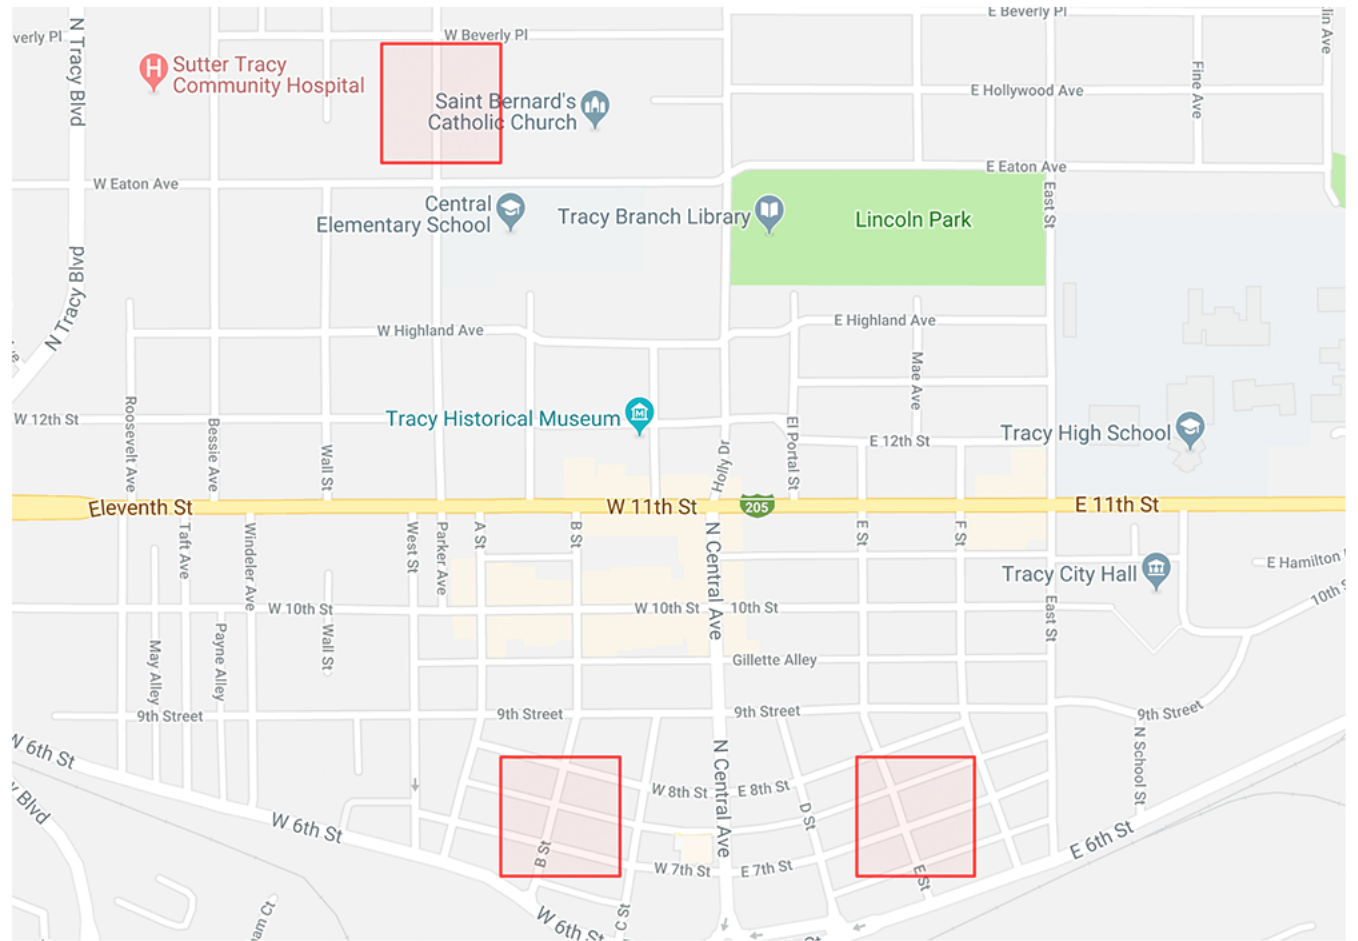 E Beverly Pl
lin Ave
N Tracy Blvd
verly Pl
W Beverly Pl
Sutter Tracy
Community Hospital
Fine Ave
E Hollywood Ave
Saint Bernard's
Catholic Church
E Eaton Ave
W Eaton Ave
East St
Central
Elementary School
Tracy Branch Library
Lincoln Park
N Tracy Blvd
W Highland Ave
E Highland Ave
Mae Ave
Roosevelt Ave
W 12th St
Bessie Ave
Wall St
Tracy Historical Museum
Holly Dr
El Portal St
E 12th St
Tracy High School
Eleventh St
W 11th St
205
E 11th St
Taft Ave
Windeler Ave
West St
Parker Ave
A St
B St
N Central Ave
E St
F St
Tracy City Hall
E Hamilton
10th S
W 10th St
W 10th St
10th St
East St
Wall St
May Alley
Payne Alley
Gillette Alley
9th Street
9th Street
9th Street
9th Street
N School St
W 6th St
y Blvd
N Central Ave
W 8th St
E 8th St
D St
W 6th St
E 6th St
B St
W 7th St
E 7th St
E St
C St
W 6th St
am Ct
St